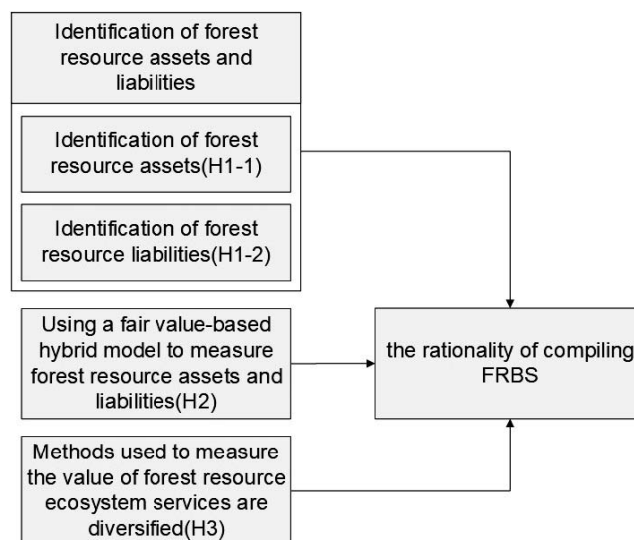 Identification of forest
resource assets and
liabilities
Identification of forest
resource assets(H1-1)
Identification of forest
resource liabilities(H1-2)
Using a fair value-based
hybrid model to measure
forest resource assets and
liabilities(H2)
the rationality of compiling
FRBS
Methods used to measure
the value of forest resource
ecosystem services are
diversified(H3)